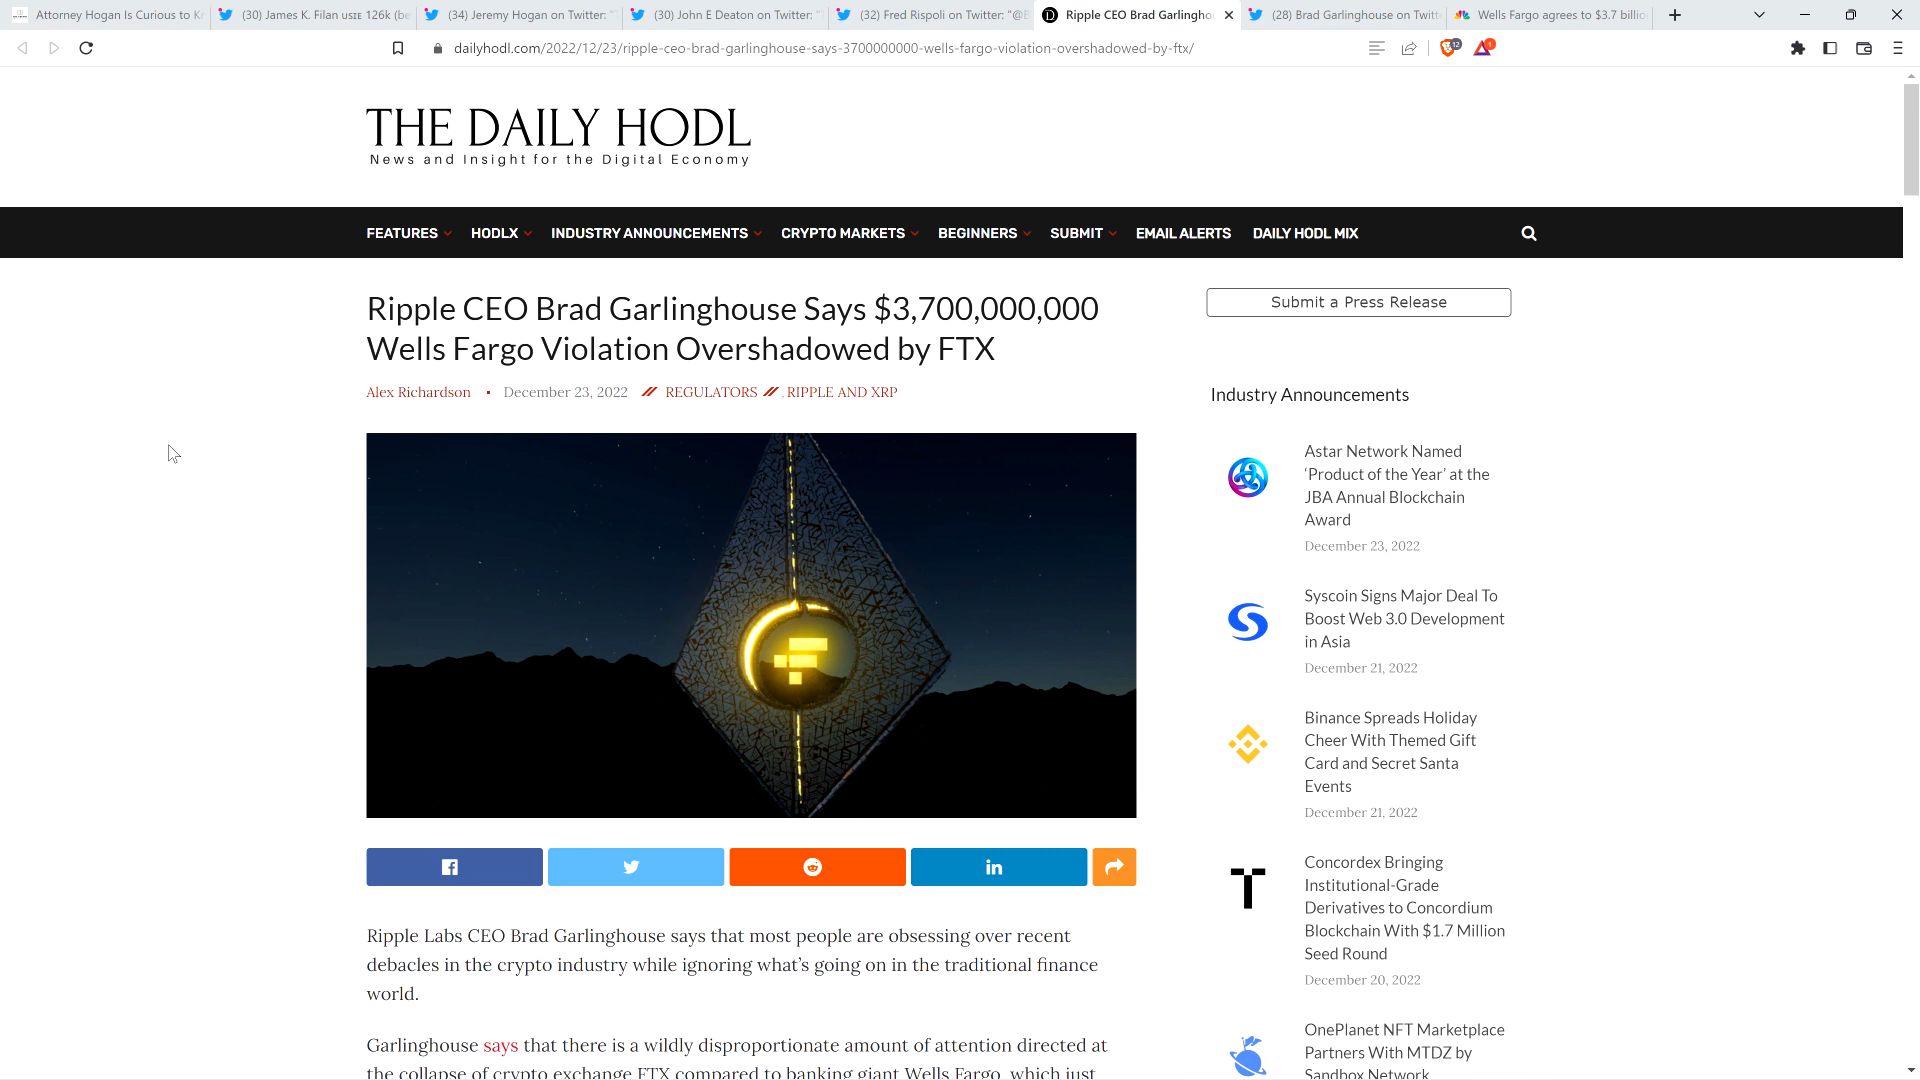 Attorney Hogan Is Curious to K
(30) James K. Filan 126k (be
(34) Jeremy Hogan on Twitter: "
(30) John E Deaton on Twitter: "
(32) Fred Rispoli on Twitter: "@B
Ripple CEO Brad Garlingho
(28) Brad Garlinghouse on Twitt
Wells Fargo agrees to $3.7 billio
dailyhodl.com/2022/12/23/ripple-ceo-brad-garlinghouse-says-3700000000-wells-fargo-violation-overshadowed-by-ftx/
12
1
THE DAILY HODL
News and Insight for the Digital Economy
FEATURES HODLX INDUSTRY ANNOUNCEMENTS CRYPTO MARKETS BEGINNERS SUBMIT EMAIL ALERTS DAILY HODL MIX
Ripple CEO Brad Garlinghouse Says $3,700,000,000
Wells Fargo Violation Overshadowed by FTX
Alex Richardson ▪ December 23, 2022 // REGULATORS // , RIPPLE AND XRP
Ripple Labs CEO Brad Garlinghouse says that most people are obsessing over recent
debacles in the crypto industry while ignoring what’s going on in the traditional finance
world.
Garlinghouse says that there is a wildly disproportionate amount of attention directed at
the collapse of crypto exchange FTX compared to banking giant Wells Fargo, which just
Submit a Press Release
Industry Announcements
Astar Network Named
‘Product of the Year’ at the
JBA Annual Blockchain
Award
December 23, 2022
Syscoin Signs Major Deal To
Boost Web 3.0 Development
in Asia
December 21, 2022
Binance Spreads Holiday
Cheer With Themed Gift
Card and Secret Santa
Events
December 21, 2022
Concordex Bringing
Institutional-Grade
Derivatives to Concordium
Blockchain With $1.7 Million
Seed Round
December 20, 2022
OnePlanet NFT Marketplace
Partners With MTDZ by
Sandbox Network